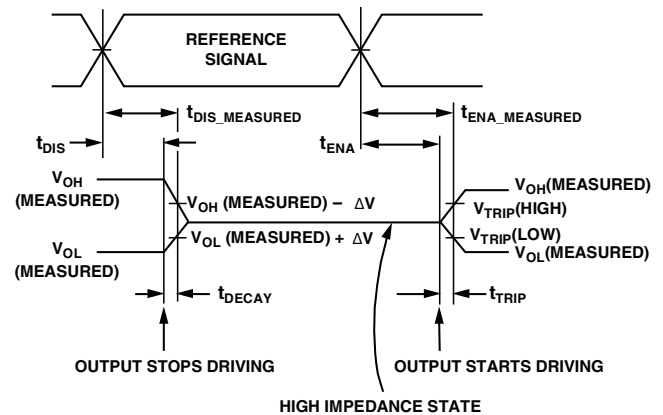 REFERENCE
SIGNAL
tDIS_MEASURED
tENA_MEASURED
tDIS
tENA
VOH
(MEASURED)
VOH (MEASURED) – ΔV
VOH(MEASURED)
VTRIP(HIGH)
VOL (MEASURED) + ΔV
VTRIP(LOW)
VOL
(MEASURED)
VOL(MEASURED)
tDECAY
tTRIP
OUTPUT STOPS DRIVING
OUTPUT STARTS DRIVING
HIGH IMPEDANCE STATE